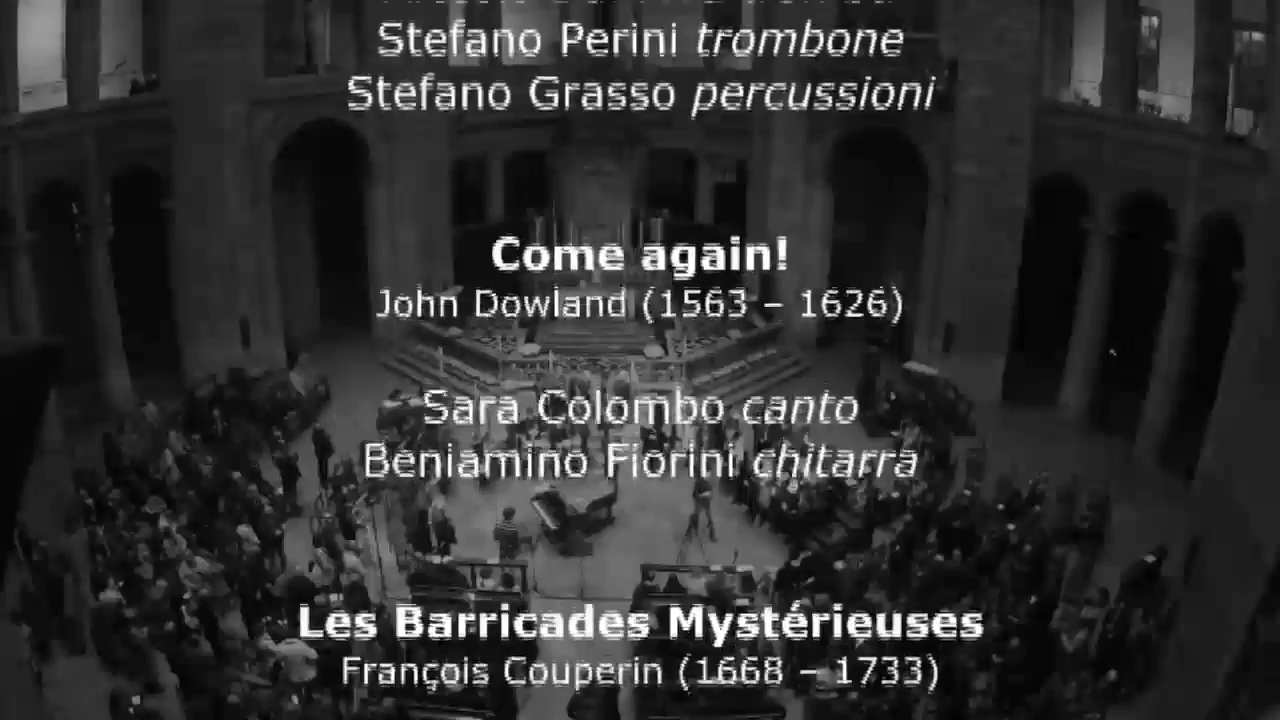 Stefano Perini trombone
Stefano Grasso percussioni
Come again!
John Dowland (1563 – 1626)
Sara Colombo canto
Beniamino Fiorini chitarra
Les Barricades Mystérieuses
François Couperin (1668 – 1733)